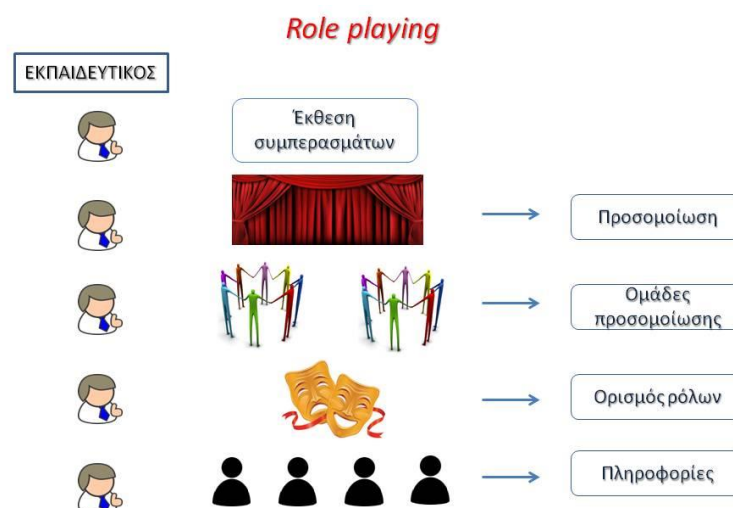 Role playing
ΕΚΠΑΙΔΕΥΤΙΚΟΣ
Έκθεση
συμπερασμάτων
Προσομοίωση
Ομάδες
προσομοίωσης
Ορισμός ρόλων
Πληροφορίες